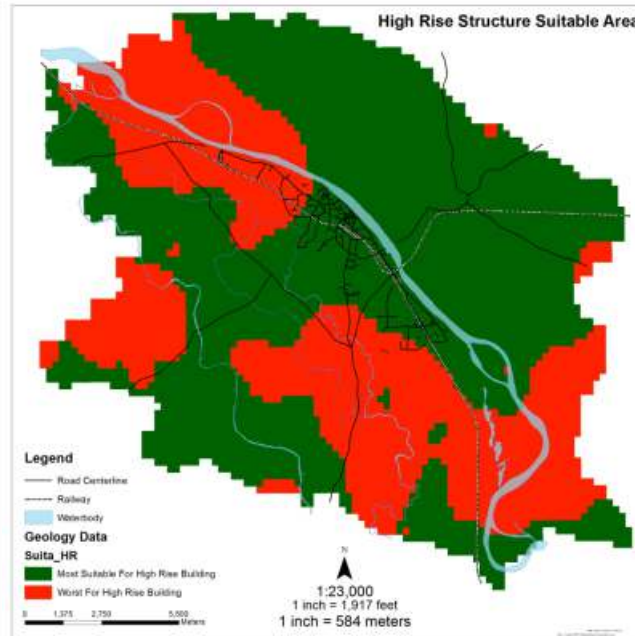 High Rise Structure Suitable Area
Legend
Road Centerline
Railway
Waterbody
Geology Data
Suita_HR
Most Suitable For High Rise Building
Worst For High Rise Building
N
1:23,000
1 inch = 1,917 feet
1 inch = 584 meters
0 1,375 2,750 5,500
Meters